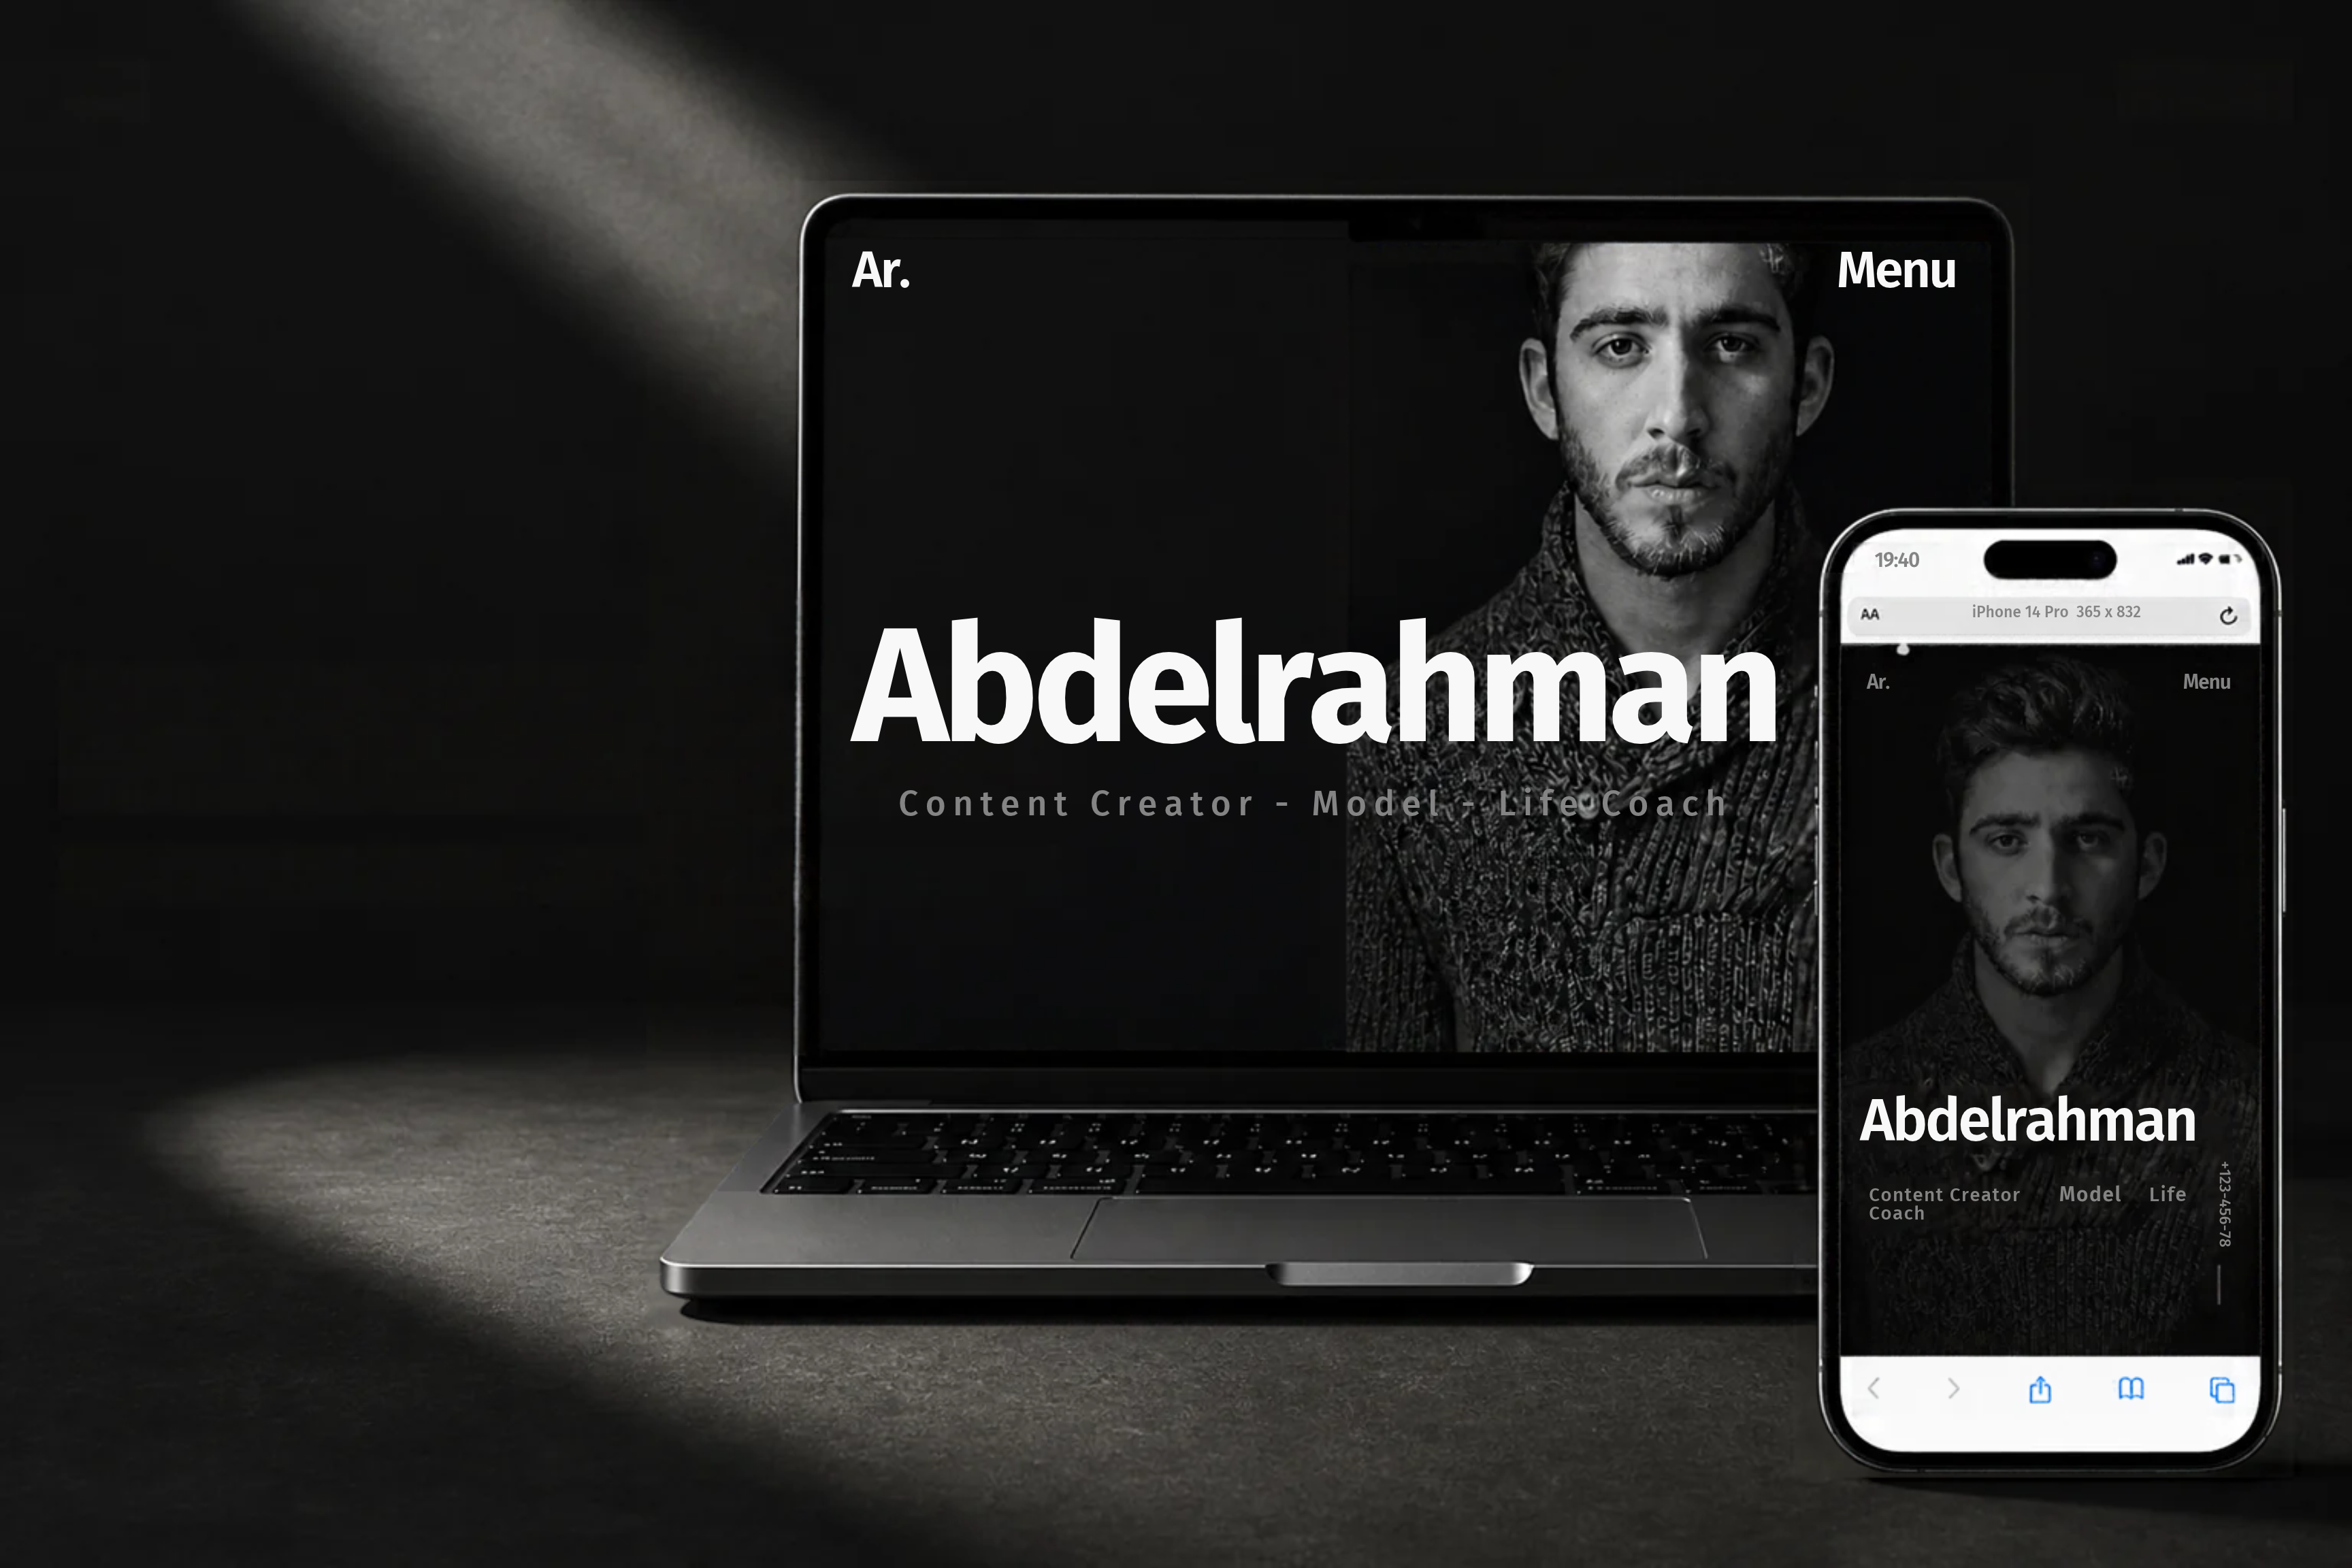 Ar.
Menu
Abdelrahman
Content Creator - Model - Life Coach
19:40
AA
iPhone 14 Pro 365 x 832
Ar.
Menu
Abdelrahman
Content Creator Model Life
Coach
+123-456-78